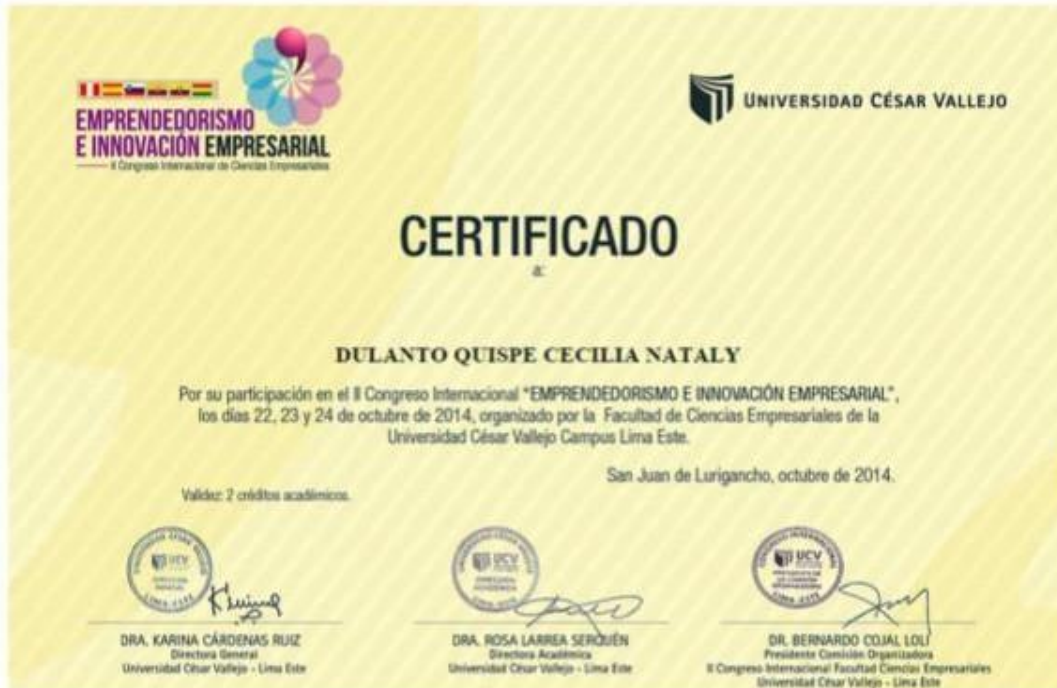 EMPRENDEDORISMO
E INNOVACIÓN EMPRESARIAL
II Congreso Internacional de Ciencias Empresariales
UNIVERSIDAD CÉSAR VALLEJO
CERTIFICADO
a:
DULANTO QUISPE CECILIA NATALY
Por su participación en el II Congreso Internacional "EMPRENDEDORISMO E INNOVACIÓN EMPRESARIAL",
los días 22, 23 y 24 de octubre de 2014, organizado por la Facultad de Ciencias Empresariales de la
Universidad César Vallejo Campus Lima Este.
San Juan de Lurigancho, octubre de 2014.
Validez: 2 créditos académicos.
UCV
LIMA-ESTE
UCV
UCV
DRA. KARINA CÁRDENAS RUIZ
Directora General
Universidad César Vallejo - Lima Este
DRA. ROSA LARREA SERQUÉN
Directora Académica
Universidad César Vallejo - Lima Este
DR. BERNARDO COJAL LOLI
Presidente Comisión Organizadora
II Congreso Internacional Facultad Ciencias Empresariales
Universidad César Vallejo - Lima Este